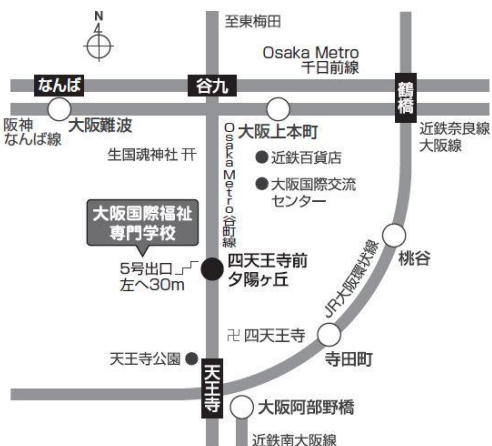 N
至東梅田
Osaka Metro
千日前線
なんば
谷九
鶴橋
阪神
なんば線
大阪難波
大阪上本町
近鉄奈良線
大阪線
生国魂神社
近鉄百貨店
大阪国際交流
センター
Osaka Metro谷町線
大阪国際福祉
専門学校
5号出口
左へ30m
四天王寺前
夕陽ヶ丘
桃谷
JR大阪環状線
卍四天王寺
寺田町
天王寺公園
天王寺
大阪阿部野橋
近鉄南大阪線